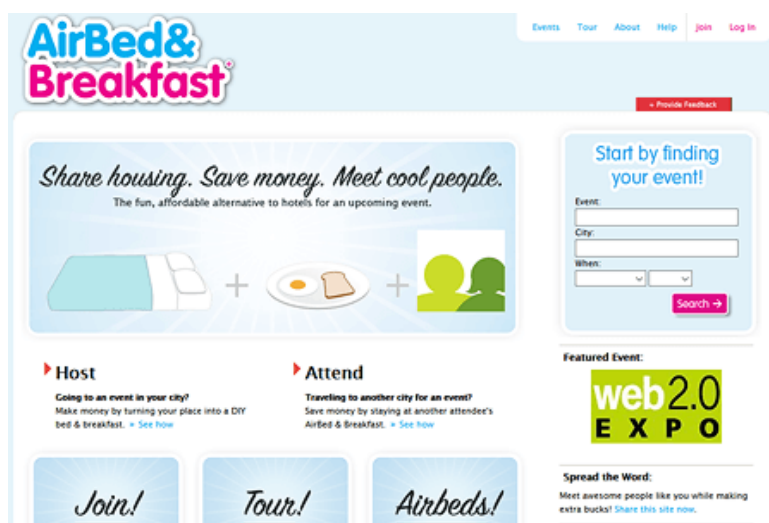 AirBed&
Breakfast
Events Tour About Help Join Log In
+ Provide Feedback
Share housing. Save money. Meet cool people.
The fun, affordable alternative to hotels for an upcoming event.
+ +
Start by finding
your event!
Event:
City:
When:
Search →
Host
Going to an event in your city?
Make money by turning your place into a DIY
bed & breakfast. » See how
Attend
Traveling to another city for an event?
Save money by staying at another attendee's
AirBed & Breakfast. » See how
Featured Event:
web2.0
EXPO
Join!
Tour!
Airbeds!
Spread the Word:
Meet awesome people like you while making
extra bucks! Share this site now.